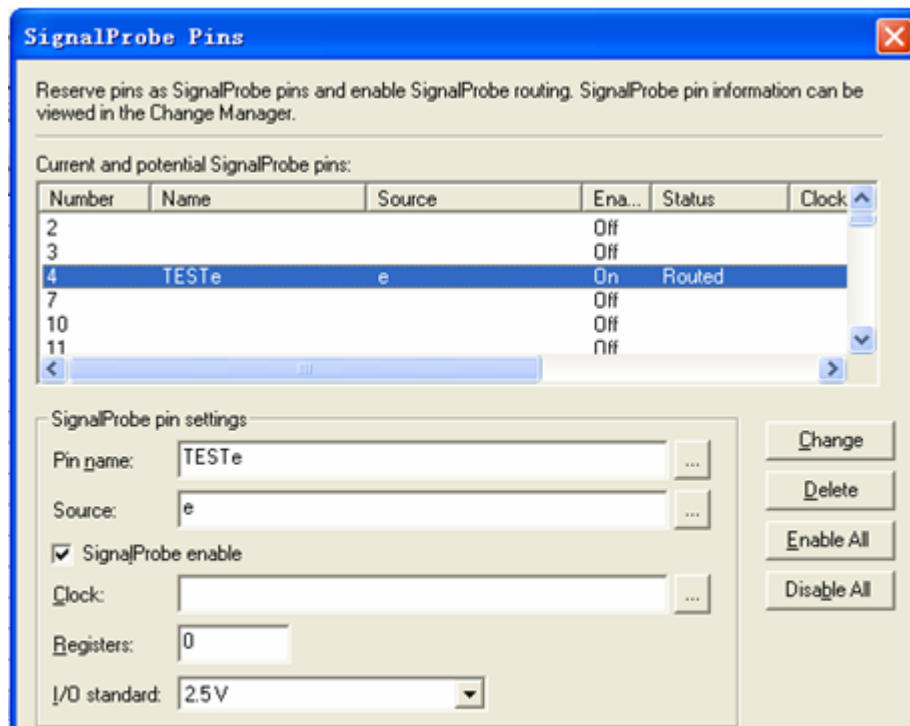 SignalProbe Pins
Reserve pins as SignalProbe pins and enable SignalProbe routing. SignalProbe pin information can be
viewed in the Change Manager.
Current and potential SignalProbe pins:
Number Name Source Ena... Status Clock
2 Off
3 Off
4 TESTe e On Routed
7 Off
10 Off
11 Off
SignalProbe pin settings
Pin name: TESTe ...
Source: e ...
SignalProbe enable
Clock: ...
Registers: 0
I/O standard: 2.5 V
Change
Delete
Enable All
Disable All